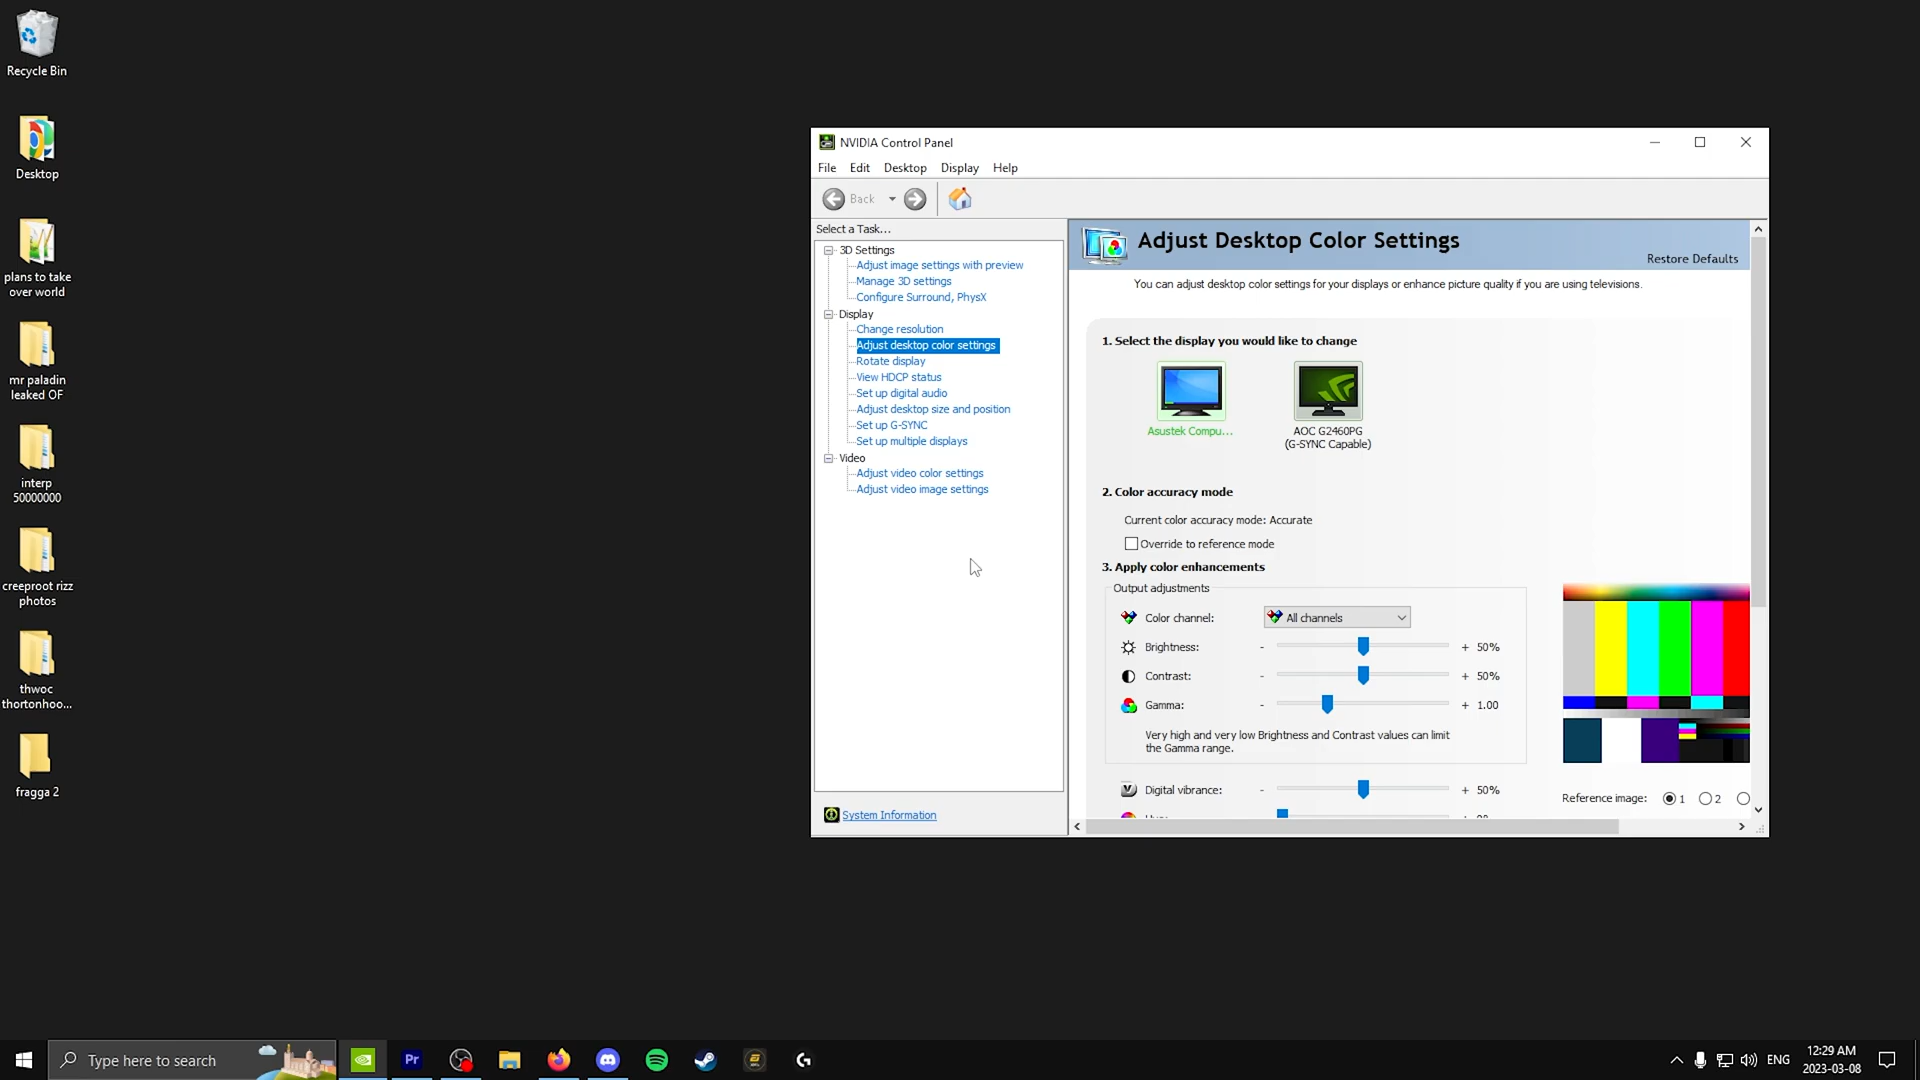 Recycle Bin
Desktop
plans to take
over world
mr paladin
leaked OF
interp
50000000
creeproot rizz
photos
thwoc
thortonhoo...
fragga 2
NVIDIA Control Panel
File Edit Desktop Display Help
Back
Select a Task...
3D Settings
Adjust image settings with preview
Manage 3D settings
Configure Surround, PhysX
Display
Change resolution
Adjust desktop color settings
Rotate display
View HDCP status
Set up digital audio
Adjust desktop size and position
Set up G-SYNC
Set up multiple displays
Video
Adjust video color settings
Adjust video image settings
System Information
Adjust Desktop Color Settings
Restore Defaults
You can adjust desktop color settings for your displays or enhance picture quality if you are using televisions.
1. Select the display you would like to change
Asustek Compu...
AOC G2460PG
(G-SYNC Capable)
2. Color accuracy mode
Current color accuracy mode: Accurate
Override to reference mode
3. Apply color enhancements
Output adjustments
Color channel: All channels
Brightness: - + 50%
Contrast: - + 50%
Gamma: - + 1.00
Very high and very low Brightness and Contrast values can limit
the Gamma range.
Digital vibrance: - + 50%
Reference image: 1 2
Type here to search
Pr
ENG
12:29 AM
2023-03-08